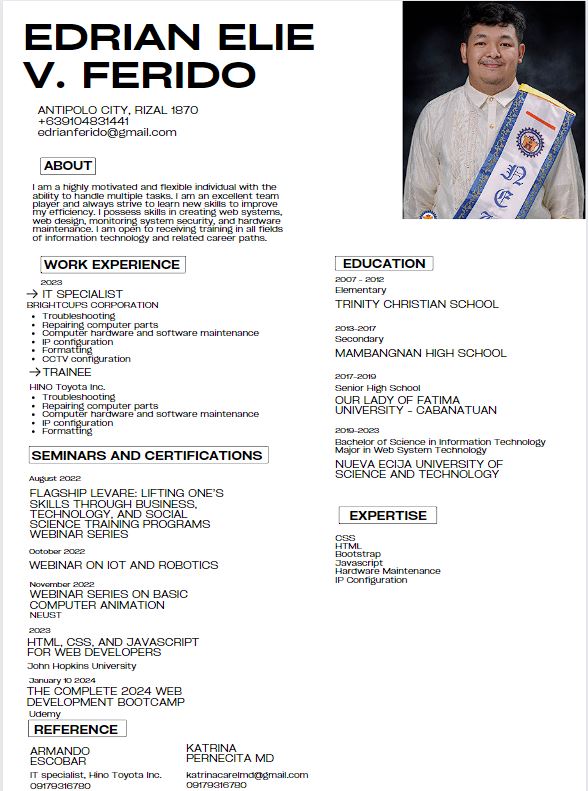 EDRIAN ELIE
V. FERIDO
ANTIPOLO CITY, RIZAL 1870
+639104831441
edrianferido@gmail.com
ABOUT
I am a highly motivated and flexible individual with the
ability to handle multiple tasks. I am an excellent team
player and always strive to learn new skills to improve
my efficiency. I possess skills in creating web systems,
web design, monitoring system security, and hardware
maintenance. I am open to receiving training in all fields
of information technology and related career paths.
WORK EXPERIENCE
2023
→ IT SPECIALIST
BRIGHTCUPS CORPORATION
• Troubleshooting
• Repairing computer parts
• Computer hardware and software maintenance
• IP configuration
• Formatting
• CCTV configuration
→ TRAINEE
HINO Toyota Inc.
• Troubleshooting
• Repairing computer parts
• Computer hardware and software maintenance
• IP configuration
• Formatting
SEMINARS AND CERTIFICATIONS
August 2022
FLAGSHIP LEVARE: LIFTING ONE'S
SKILLS THROUGH BUSINESS,
TECHNOLOGY, AND SOCIAL
SCIENCE TRAINING PROGRAMS
WEBINAR SERIES
October 2022
WEBINAR ON IOT AND ROBOTICS
November 2022
WEBINAR SERIES ON BASIC
COMPUTER ANIMATION
NEUST
2023
HTML, CSS, AND JAVASCRIPT
FOR WEB DEVELOPERS
John Hopkins University
January 10 2024
THE COMPLETE 2024 WEB
DEVELOPMENT BOOTCAMP
Udemy
REFERENCE
ARMANDO
ESCOBAR
IT specialist, Hino Toyota Inc.
09179316780
KATRINA
PERNECITA MD
katrinacarelmd@gmail.com
09179316780
EDUCATION
2007 - 2012
Elementary
TRINITY CHRISTIAN SCHOOL
2013-2017
Secondary
MAMBANGNAN HIGH SCHOOL
2017-2019
Senior High School
OUR LADY OF FATIMA
UNIVERSITY - CABANATUAN
2019-2023
Bachelor of Science in Information Technology
Major in Web System Technology
NUEVA ECIJA UNIVERSITY OF
SCIENCE AND TECHNOLOGY
EXPERTISE
CSS
HTML
Bootstrap
Javascript
Hardware Maintenance
IP Configuration